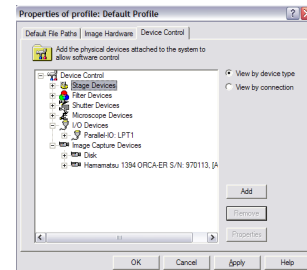 Properties of profile: Default Profile
Default File Paths
Image Hardware
Device Control
Add the physical devices attached to the system to
allow software control
Device Control
Stage Devices
Filter Devices
Shutter Devices
Microscope Devices
I/O Devices
Parallel-IO: LPT1
Image Capture Devices
Disk
Hamamatsu 1394 ORCA-ER S/N: 970113, [A
View by device type
View by connection
Add
Remove
Properties
OK
Cancel
Apply
Help